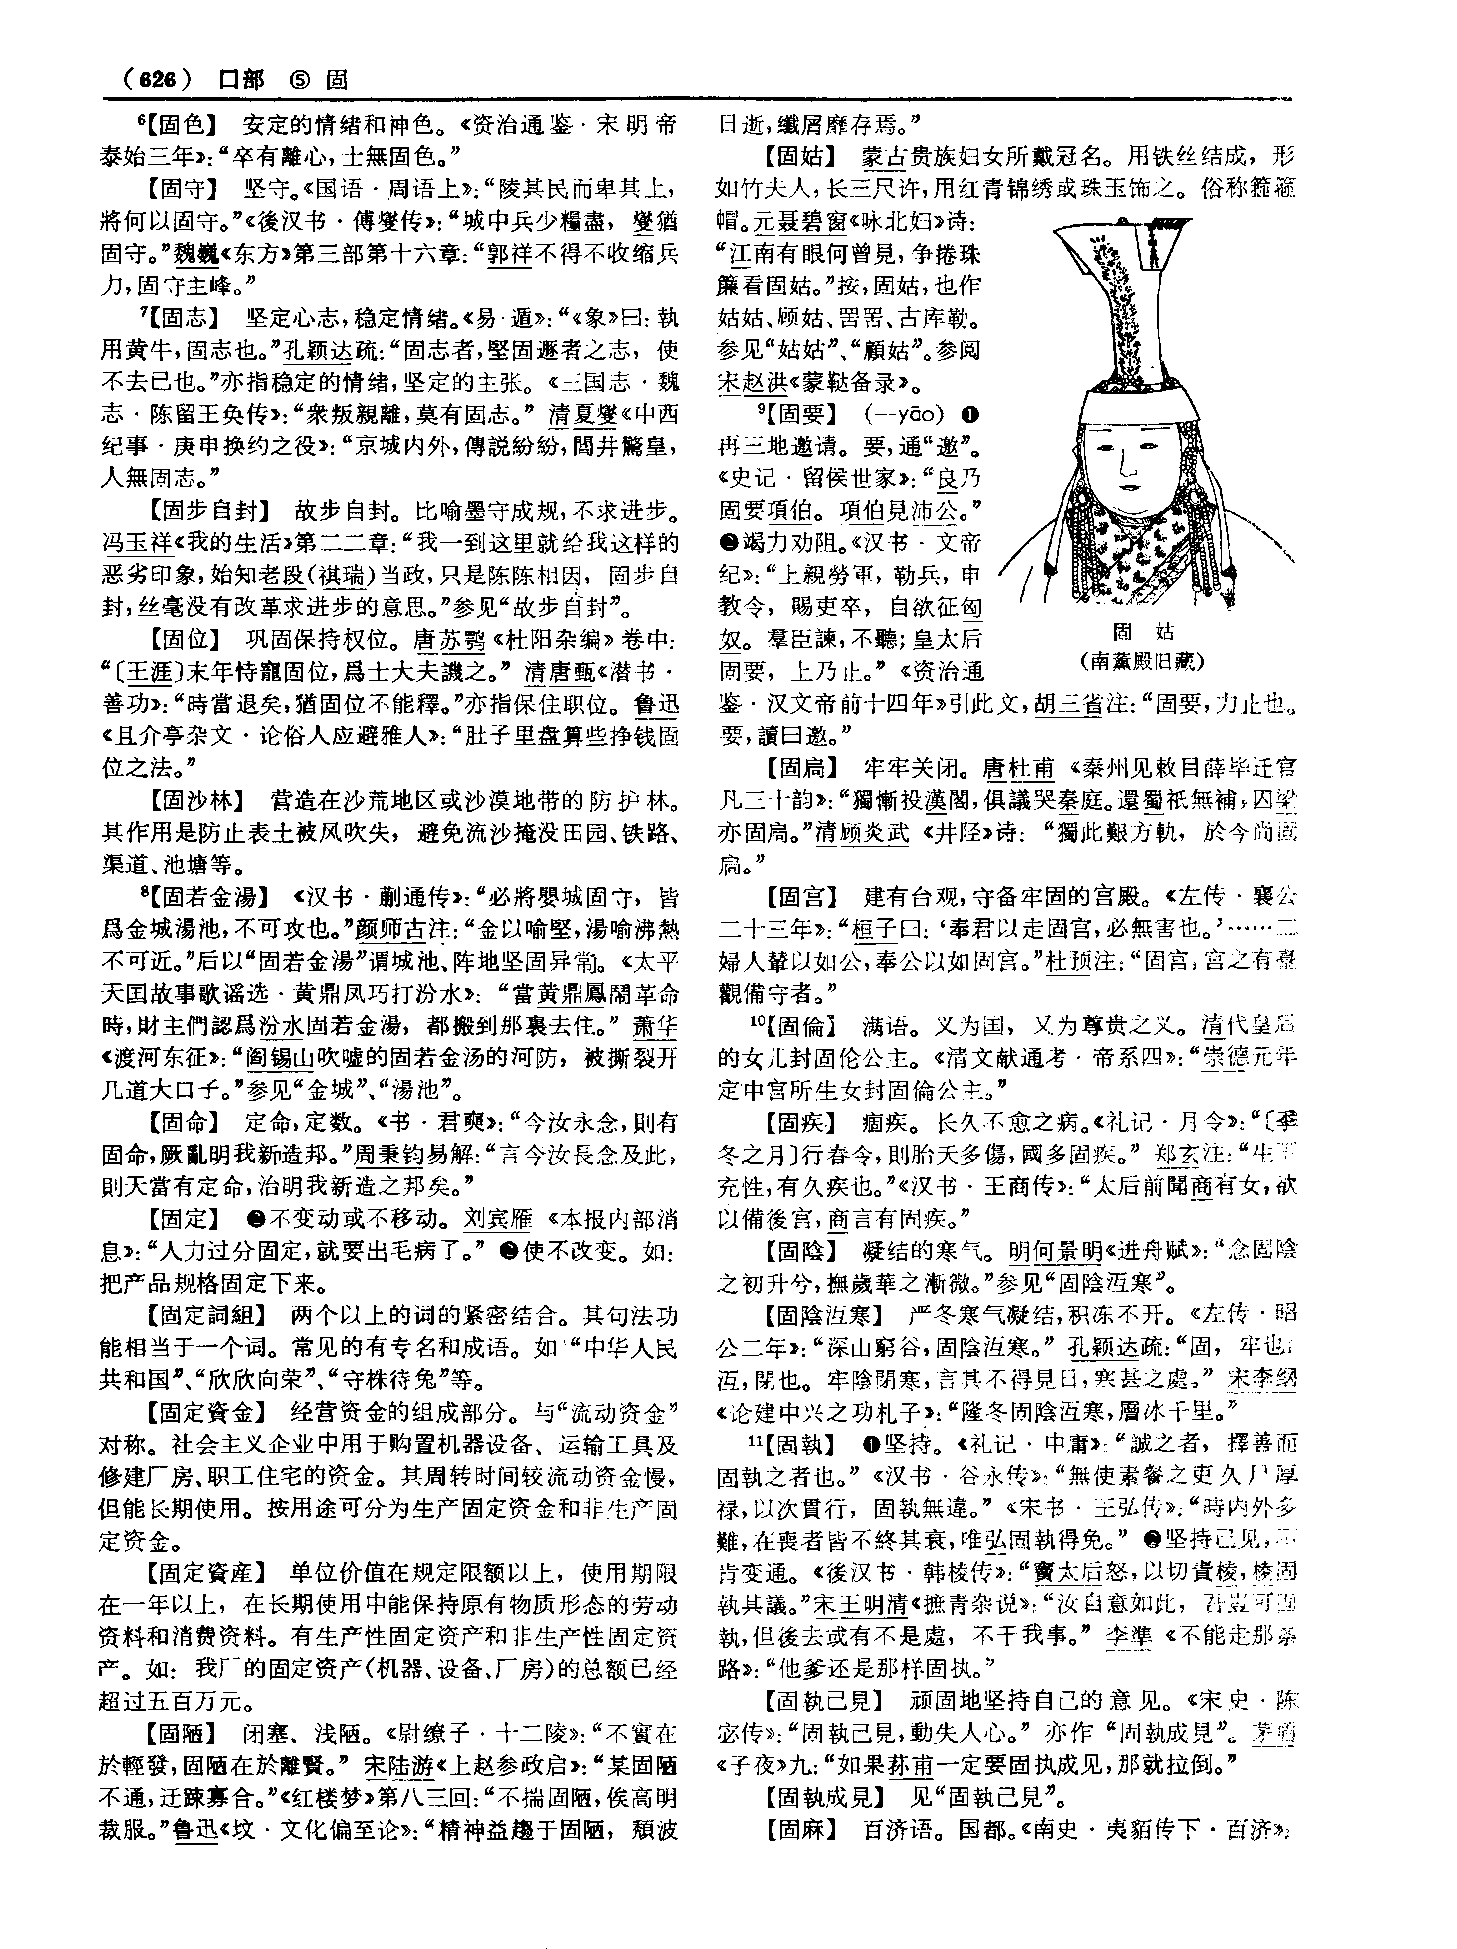 (626) 口部 ⑤ 固
⁶【固色】 安定的情绪和神色。《资治通鉴·宋明帝
泰始三年》：“卒有離心，士無固色。”
【固守】 坚守。《国语·周语上》：“陵其民而卑其上，
將何以固守。”《後汉书·傅燮传》：“城中兵少糧盡，燮猶
固守。”魏巍《东方》第三部第十六章：“郭祥不得不收缩兵
力，固守主峰。”
⁷【固志】 坚定心志，稳定情绪。《易·遁》：“《象》曰：執
用黄牛，固志也。”孔颖达疏：“固志者，堅固遯者之志，使
不去已也。”亦指稳定的情绪，坚定的主张。《三国志·魏
志·陈留王奂传》：“衆叛親離，莫有固志。”清夏燮《中西
纪事·庚申换约之役》：“京城内外，傳説紛紛，閭井驚皇，
人無固志。”
【固步自封】 故步自封。比喻墨守成规，不求进步。
冯玉祥《我的生活》第二二章：“我一到这里就给我这样的
恶劣印象，始知老段(祺瑞)当政，只是陈陈相因，固步自
封，丝毫没有改革求进步的意思。”参见“故步自封”。
【固位】 巩固保持权位。唐苏鹗《杜阳杂编》卷中：
“〔王涯〕末年恃寵固位，爲士大夫譏之。”清唐甄《潜书·
善功》：“時當退矣，猶固位不能釋。”亦指保住职位。鲁迅
《且介亭杂文·论俗人应避雅人》：“肚子里盘算些挣钱固
位之法。”
【固沙林】 营造在沙荒地区或沙漠地带的防护林。
其作用是防止表土被风吹失，避免流沙掩没田园、铁路、
渠道、池塘等。
⁸【固若金湯】 《汉书·蒯通传》：“必將嬰城固守，皆
爲金城湯池，不可攻也。”颜师古注：“金以喻堅，湯喻沸熱
不可近。”后以“固若金湯”谓城池、阵地坚固异常。《太平
天囯故事歌谣选·黄鼎凤巧打汾水》：“當黄鼎鳳鬧革命
時，財主們認爲汾水固若金湯，都搬到那裏去住。”萧华
《渡河东征》：“阎锡山吹嘘的固若金汤的河防，被撕裂开
几道大口子。”参见“金城”、“湯池”。
【固命】 定命，定数。《书·君奭》：“今汝永念，則有
固命，厥亂明我新造邦。”周秉钧易解：“言今汝長念及此，
則天當有定命，治明我新造之邦矣。”
【固定】 ❶不变动或不移动。刘宾雁《本报内部消
息》：“人力过分固定，就要出毛病了。”❷使不改变。如：
把产品规格固定下来。
【固定詞組】 两个以上的词的紧密结合。其句法功
能相当于一个词。常见的有专名和成语。如：“中华人民
共和国”、“欣欣向荣”、“守株待兔”等。
【固定資金】 经营资金的组成部分。与“流动资金”
对称。社会主义企业中用于购置机器设备、运输工具及
修建厂房、职工住宅的资金。其周转时间较流动资金慢，
但能长期使用。按用途可分为生产固定资金和非生产固
定资金。
【固定資産】 单位价值在规定限额以上，使用期限
在一年以上，在长期使用中能保持原有物质形态的劳动
资料和消费资料。有生产性固定资产和非生产性固定资
产。如：我厂的固定资产(机器、设备、厂房)的总额已经
超过五百万元。
【固陋】 闭塞、浅陋。《尉缭子·十二陵》：“不實在
於輕發，固陋在於離賢。”宋陆游《上赵参政启》：“某固陋
不通，迂疎寡合。”《红楼梦》第八三回：“不揣固陋，俟高明
裁服。”鲁迅《坟·文化偏至论》：“精神益趨于固陋，頹波
日逝，纖屑靡存焉。”
【固姑】 蒙古贵族妇女所戴冠名。用铁丝结成，形
如竹夫人，长三尺许，用红青锦绣或珠玉饰之。俗称箍箍
帽。元聂碧窗《咏北妇》诗：
“江南有眼何曾見，争捲珠
簾看固姑。”按，固姑，也作
姑姑、顾姑、罟罟、古库勒。
参见“姑姑”、“顧姑”。参阅
宋赵洪《蒙鞑备录》。
⁹【固要】 (--yāo) ❶
再三地邀请。要，通“邀”。
《史记·留侯世家》：“良乃
固要項伯。項伯見沛公。”
❷竭力劝阻。《汉书·文帝
纪》：“上親勞軍，勒兵，申
教令，賜吏卒，自欲征匈
奴。羣臣諫，不聽；皇太后
固要，上乃止。”《资治通
鉴·汉文帝前十四年》引此文，胡三省注：“固要，力止也。
要，讀曰邀。”
固 姑
(南薰殿旧藏)
【固扃】 牢牢关闭。唐杜甫《秦州见敕目薛毕迁官
凡三十韵》：“獨慚投漢閣，俱議哭秦庭。還蜀祇無補，囚梁
亦固扃。”清顾炎武《井陉》诗：“獨此艱方軌，於今尚固
扃。”
【固宫】 建有台观，守备牢固的宫殿。《左传·襄公
二十三年》：“桓子曰：‘奉君以走固宫，必無害也。’……二
婦人輦以如公，奉公以如固宫。”杜预注：“固宫，宫之有臺
觀備守者。”
¹⁰【固倫】 满语。义为囯，又为尊贵之义。清代皇后
的女儿封固伦公主。《清文献通考·帝系四》：“崇德元年
定中宫所生女封固倫公主。”
【固疾】 痼疾。长久不愈之病。《礼记·月令》：“〔季
冬之月〕行春令，則胎夭多傷，國多固疾。”郑玄注：“生不
充性，有久疾也。”《汉书·王商传》：“太后前聞商有女，欲
以備後宫，商言有固疾。”
【固陰】 凝结的寒气。明何景明《进舟赋》：“念固陰
之初升兮，撫歲華之漸微。”参见“固陰沍寒”。
【固陰沍寒】 严冬寒气凝结，积冻不开。《左传·昭
公二年》：“深山窮谷，固陰沍寒。”孔颖达疏：“固，牢也；
沍，閉也。牢陰閉寒，言其不得見日，寒甚之處。”宋李纲
《论建中兴之功札子》：“隆冬固陰沍寒，層冰千里。”
¹¹【固執】 ❶坚持。《礼记·中庸》：“誠之者，擇善而
固執之者也。”《汉书·谷永传》：“無使素餐之吏久尸厚
禄，以次貫行，固執無違。”《宋书·王弘传》：“時内外多
難，在喪者皆不終其哀，唯弘固執得免。”❷坚持己见，不
肯变通。《後汉书·韩棱传》：“竇太后怒，以切責棱，棱固
執其議。”宋王明清《摭青杂说》：“汝自意如此，吾豈可固
執，但後去或有不是處，不干我事。”李準《不能走那条
路》：“他爹还是那样固执。”
【固執己見】 顽固地坚持自己的意见。《宋史·陈
宓传》：“固執己見，動失人心。”亦作“固執成見”。茅盾
《子夜》九：“如果荪甫一定要固执成见，那就拉倒。”
【固執成見】 见“固執己見”。
【固麻】 百济语。国都。《南史·夷貊传下·百济》：